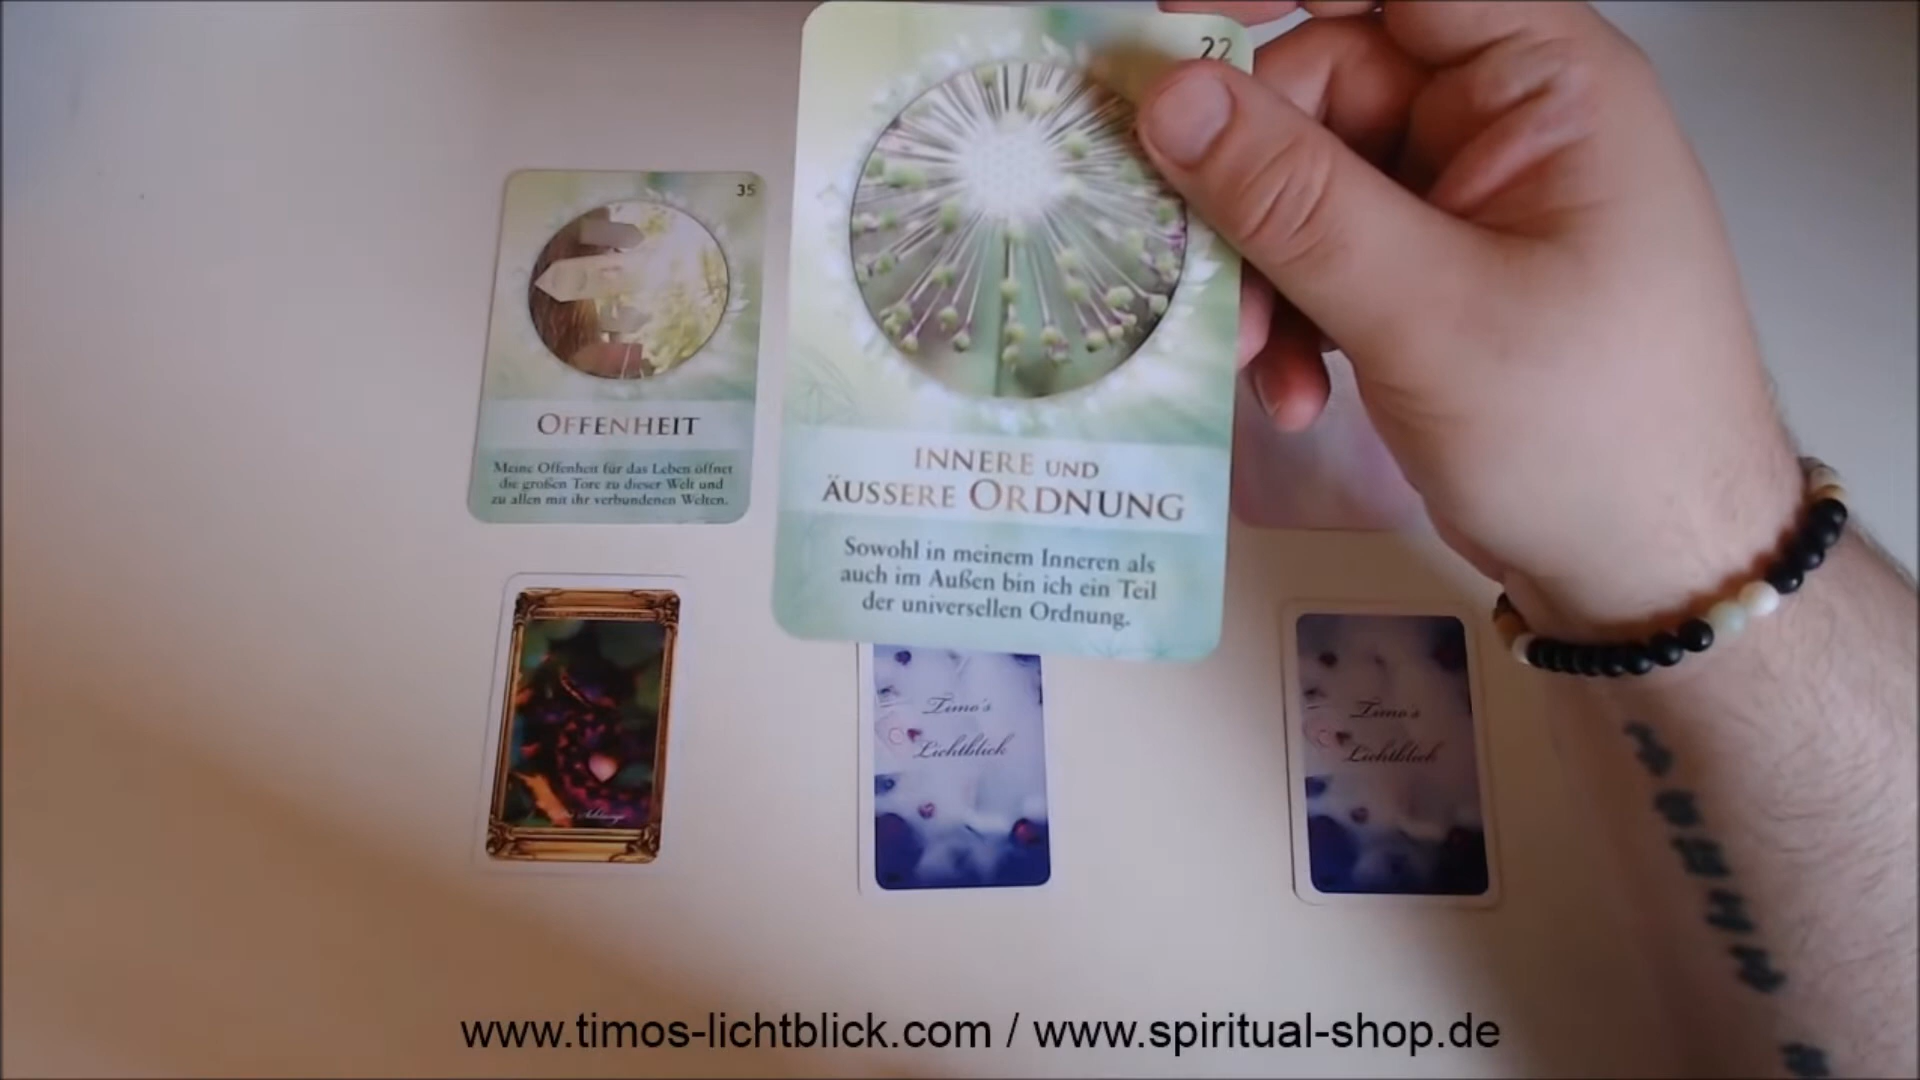 22
INNERE UND
ÄUSSERE ORDNUNG
Sowohl in meinem Inneren als
auch im Außen bin ich ein Teil
der universellen Ordnung.
35
OFFENHEIT
Meine Offenheit für das Leben öffnet
die großen Tore zu dieser Welt und
zu allen mit ihr verbundenen Welten.
Timo's
Lichtblick
Timo's
Lichtblick
www.timos-lichtblick.com / www.spiritual-shop.de